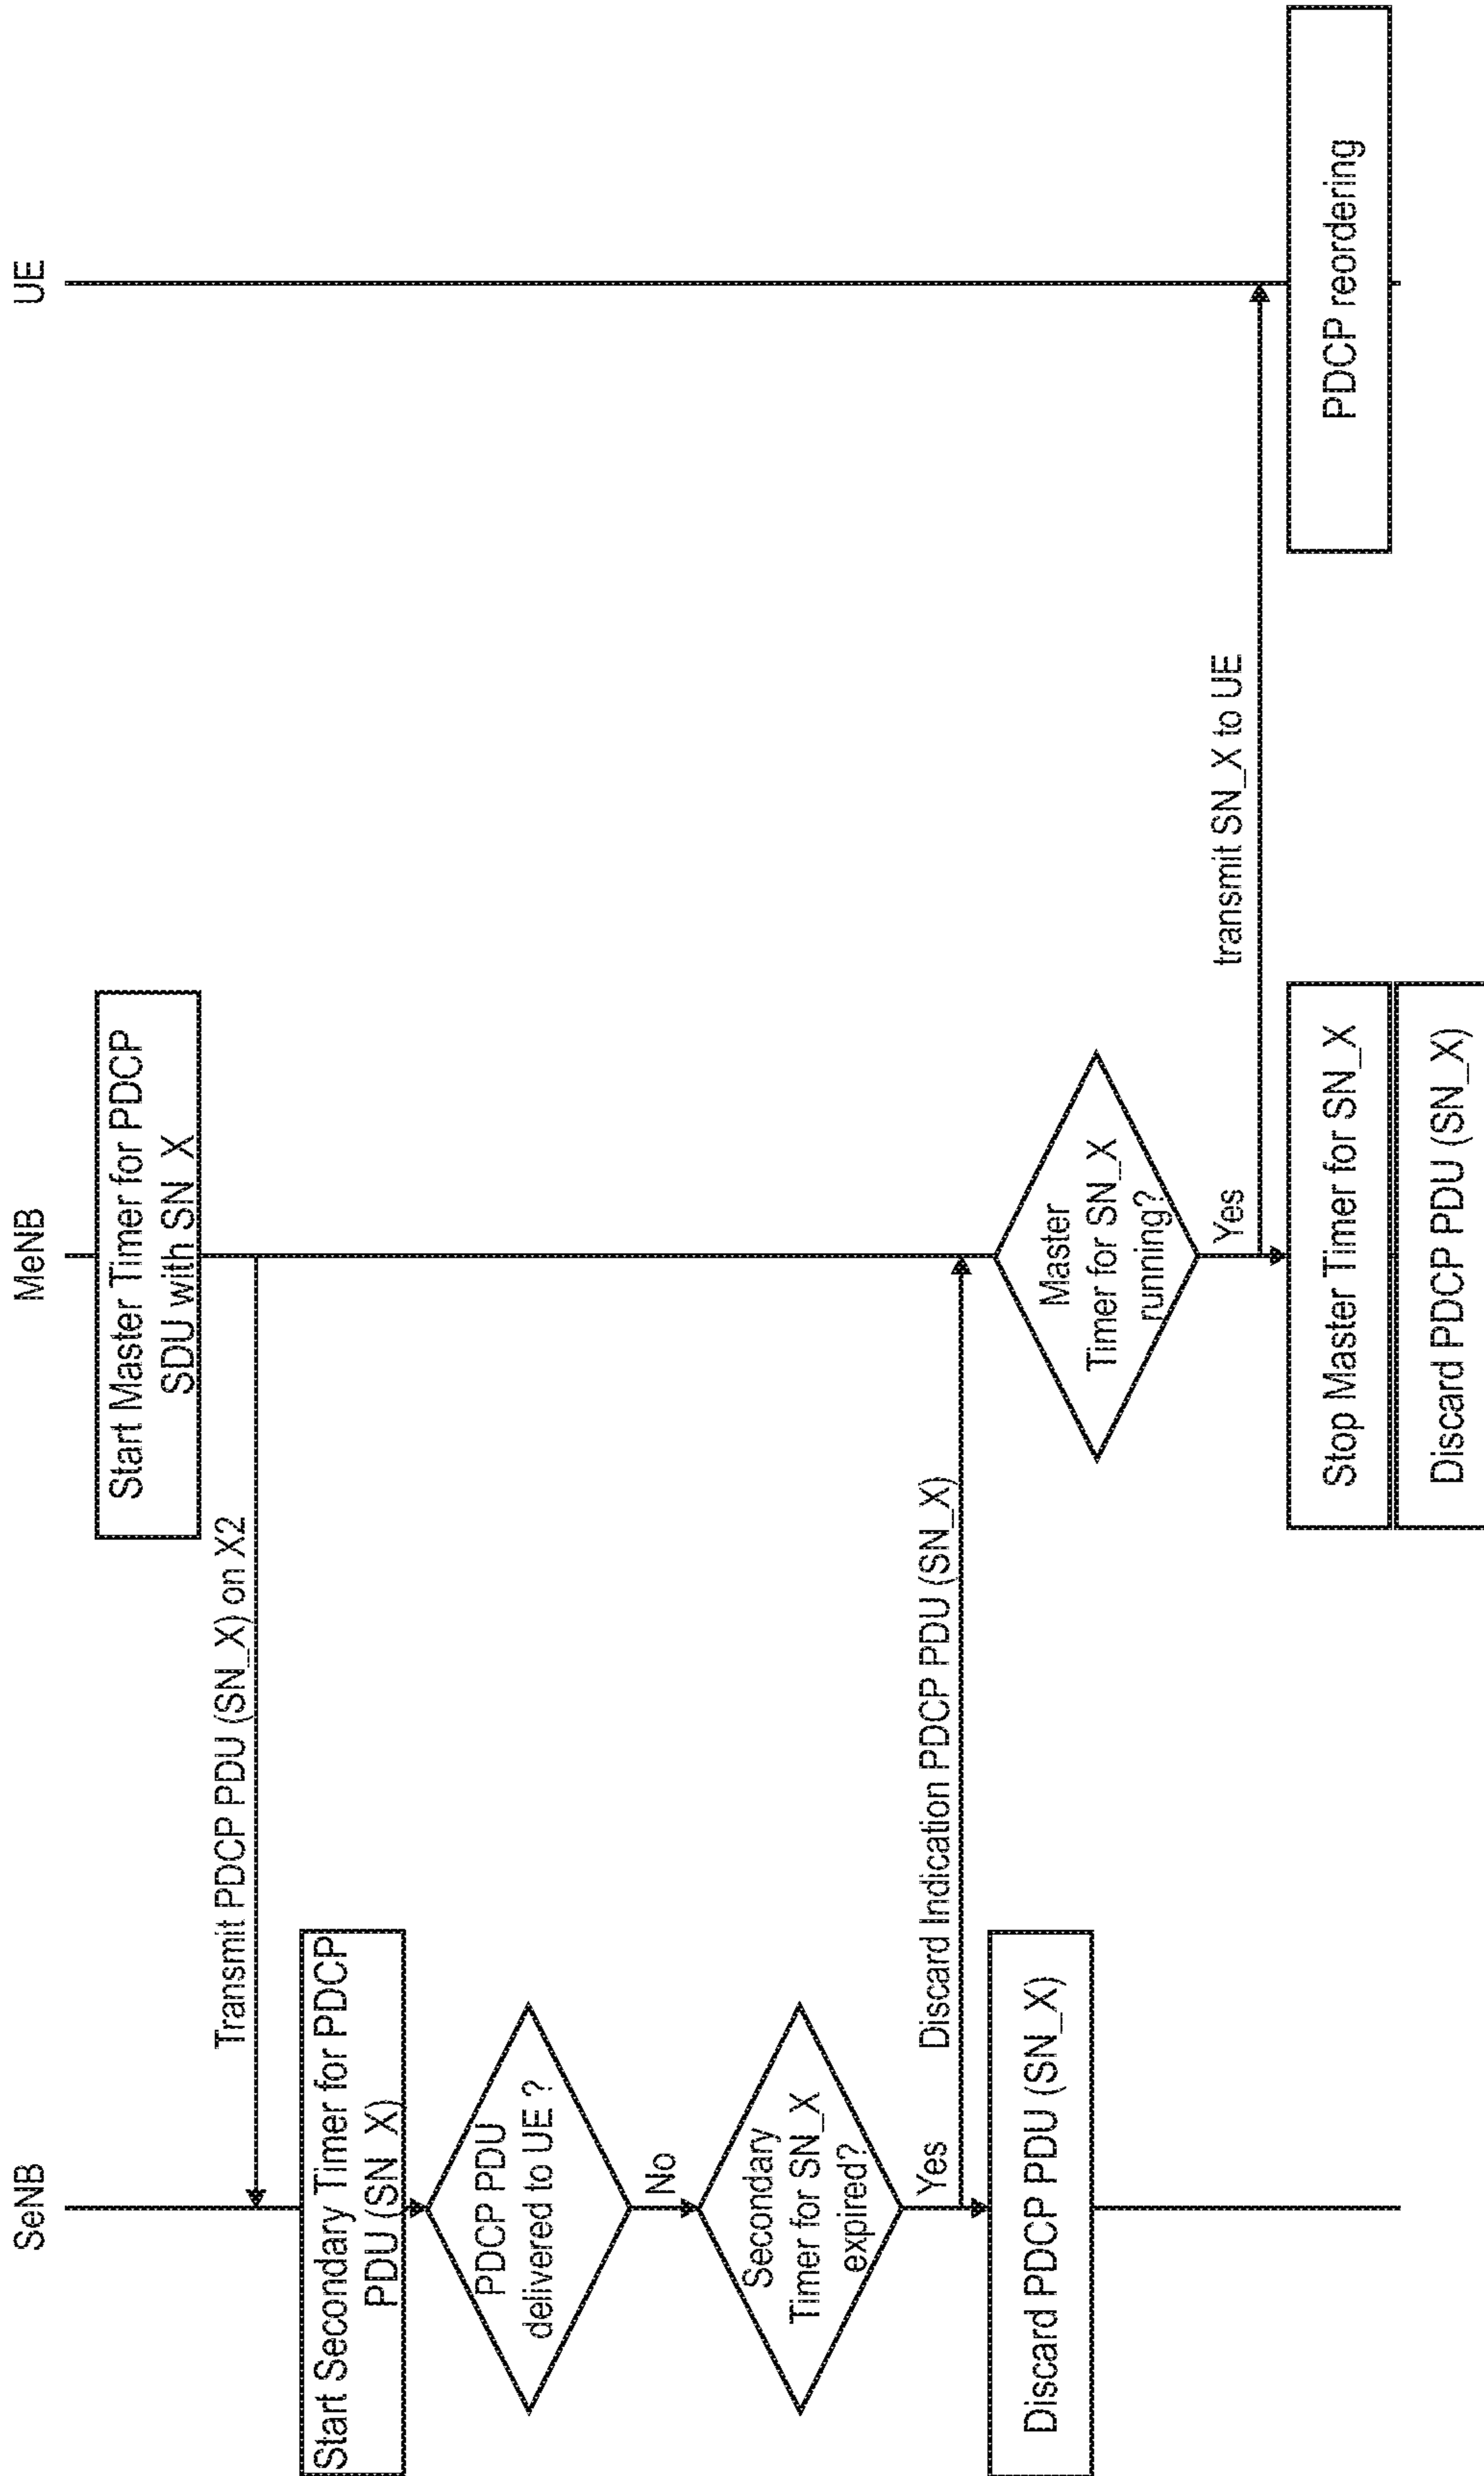 SeNB
MeNB
UE
Start Master Timer for PDCP
SDU with SN_X
Transmit PDCP PDU (SN_X) on X2
Start Secondary Timer for PDCP
PDU (SN_X)
PDCP PDU
delivered to UE ?
No
Secondary
Timer for SN_X
expired?
Yes
Discard Indication PDCP PDU (SN_X)
Discard PDCP PDU (SN_X)
Master
Timer for SN_X
running?
Yes
transmit SN_X to UE
Stop Master Timer for SN_X
Discard PDCP PDU (SN_X)
PDCP reordering